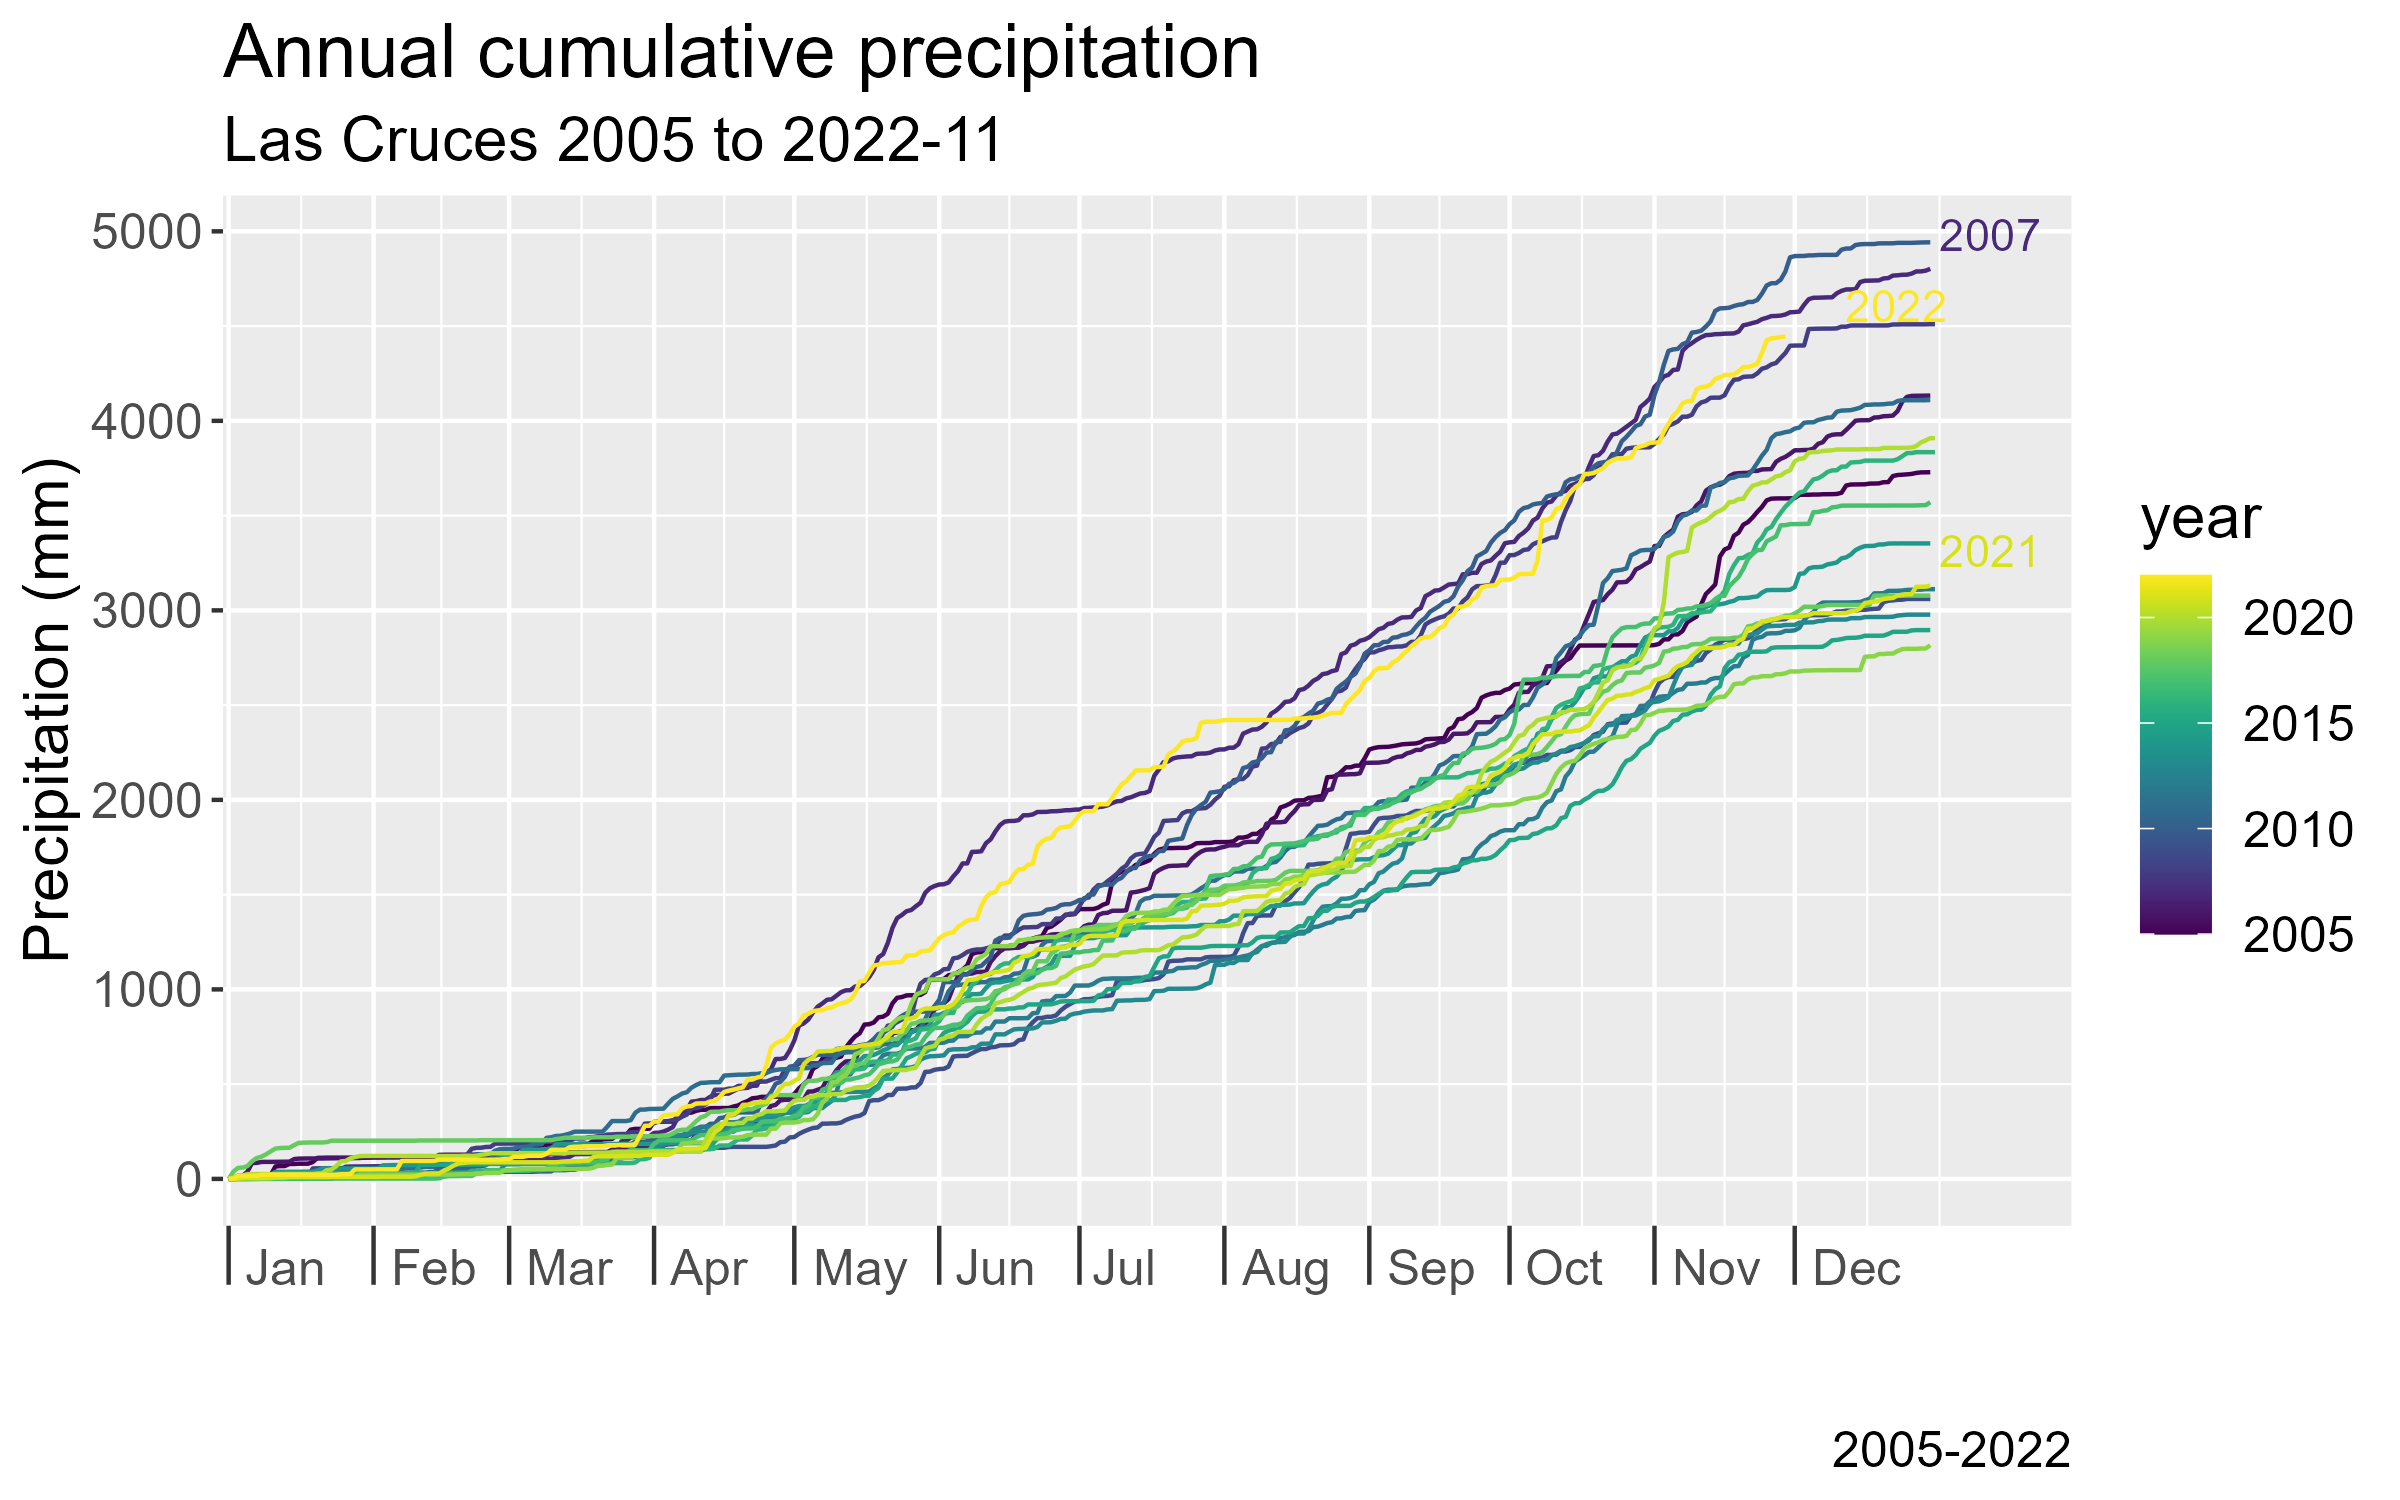 Annual cumulative precipitation
Las Cruces 2005 to 2022-11
Precipitation (mm)
5000
4000
3000
2000
1000
0
2007
2022
2021
Jan Feb Mar Apr May Jun Jul Aug Sep Oct Nov Dec
year
2020
2015
2010
2005
2005-2022